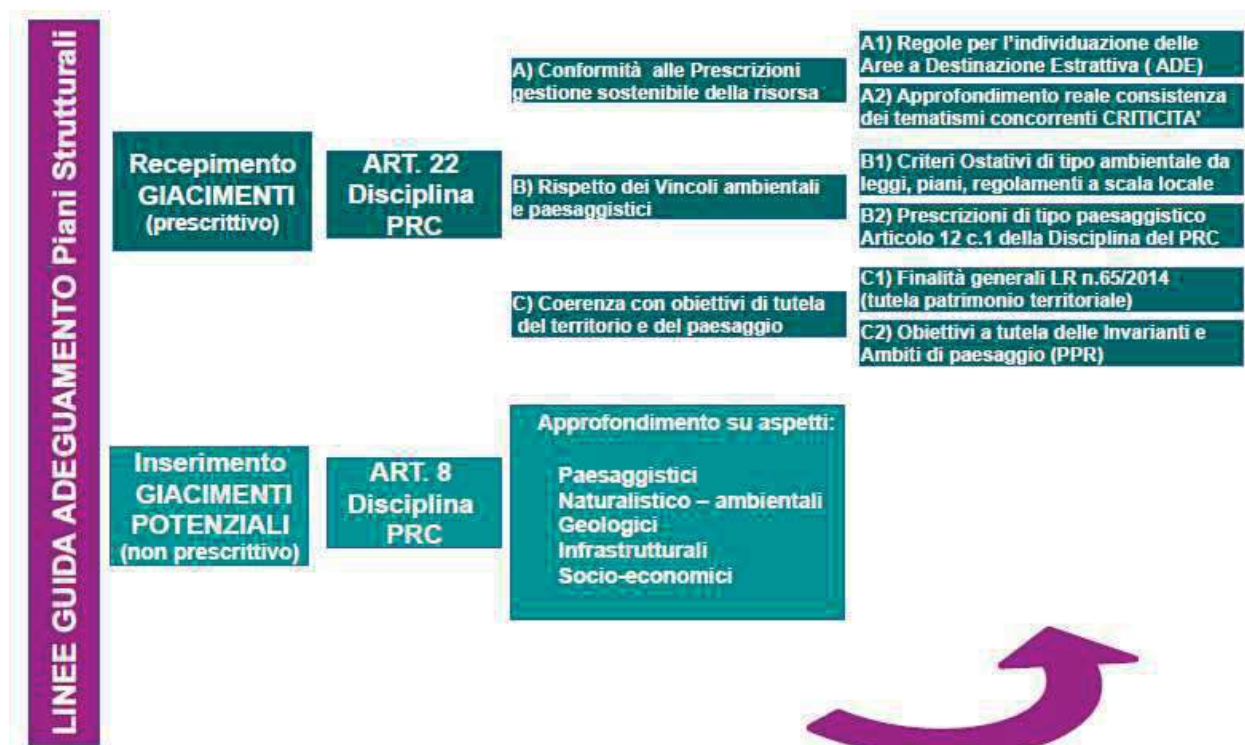 LINEE GUIDA ADEGUAMENTO Piani Strutturali
Recepimento
GIACIMENTI
(prescrittivo)
ART. 22
Disciplina
PRC
A) Conformità alle Prescrizioni
gestione sostenibile della risorsa
A1) Regole per l'individuazione delle
Aree a Destinazione Estrattiva ( ADE)
A2) Approfondimento reale consistenza
dei tematismi concorrenti CRITICITA'
B) Rispetto dei Vincoli ambientali
e paesaggistici
B1) Criteri Ostativi di tipo ambientale da
leggi, piani, regolamenti a scala locale
B2) Prescrizioni di tipo paesaggistico
Articolo 12 c.1 della Disciplina del PRC
C) Coerenza con obiettivi di tutela
del territorio e del paesaggio
C1) Finalità generali LR n.65/2014
(tutela patrimonio territoriale)
C2) Obiettivi a tutela delle Invarianti e
Ambiti di paesaggio (PPR)
Inserimento
GIACIMENTI
POTENZIALI
(non prescrittivo)
ART. 8
Disciplina
PRC
Approfondimento su aspetti:
Paesaggistici
Naturalistico – ambientali
Geologici
Infrastrutturali
Socio-economici